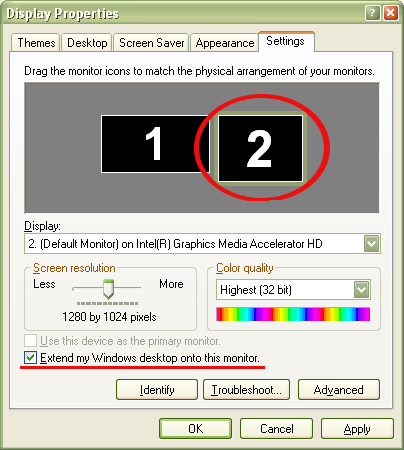 Display Properties
Themes Desktop Screen Saver Appearance Settings
Drag the monitor icons to match the physical arrangement of your monitors.
1 2
Display:
2. (Default Monitor) on Intel(R) Graphics Media Accelerator HD
Screen resolution Color quality
Less More Highest (32 bit)
1280 by 1024 pixels
Use this device as the primary monitor.
Extend my Windows desktop onto this monitor.
Identify Troubleshoot... Advanced
OK Cancel Apply